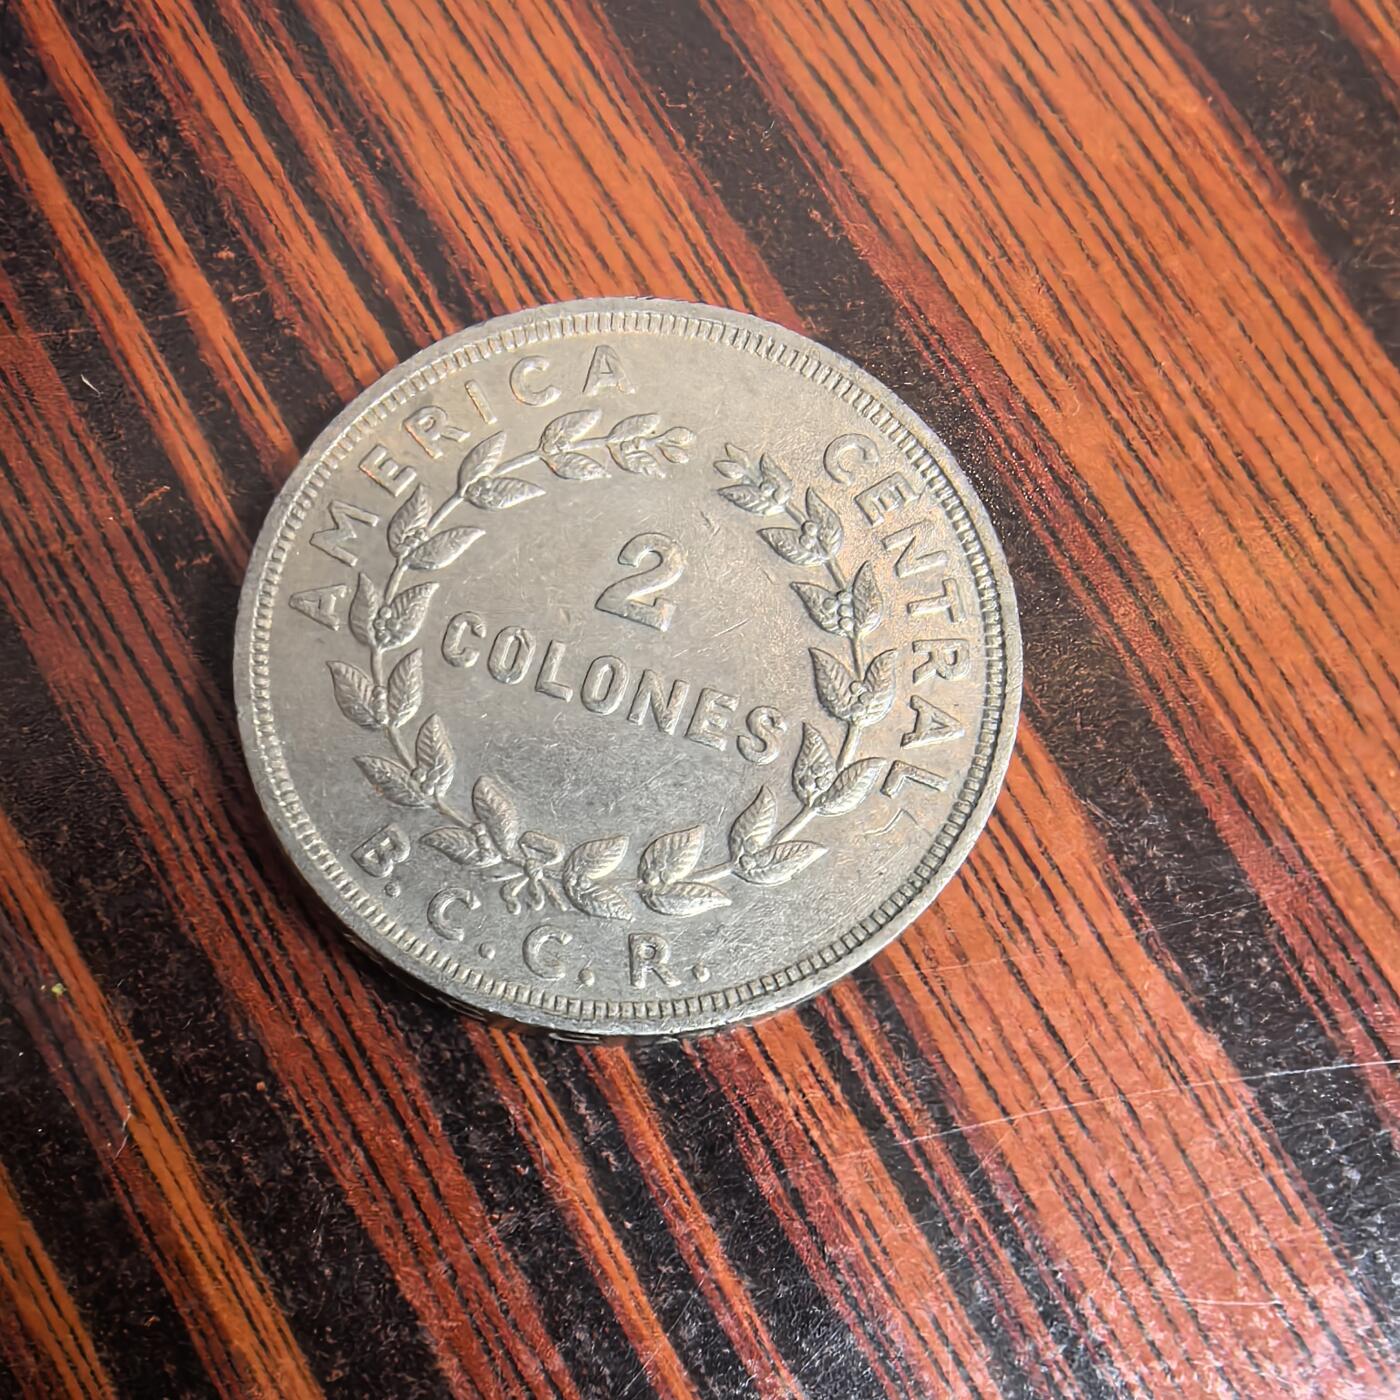 AMERICA CENTRAL
2
COLONES
B.C.C.R.